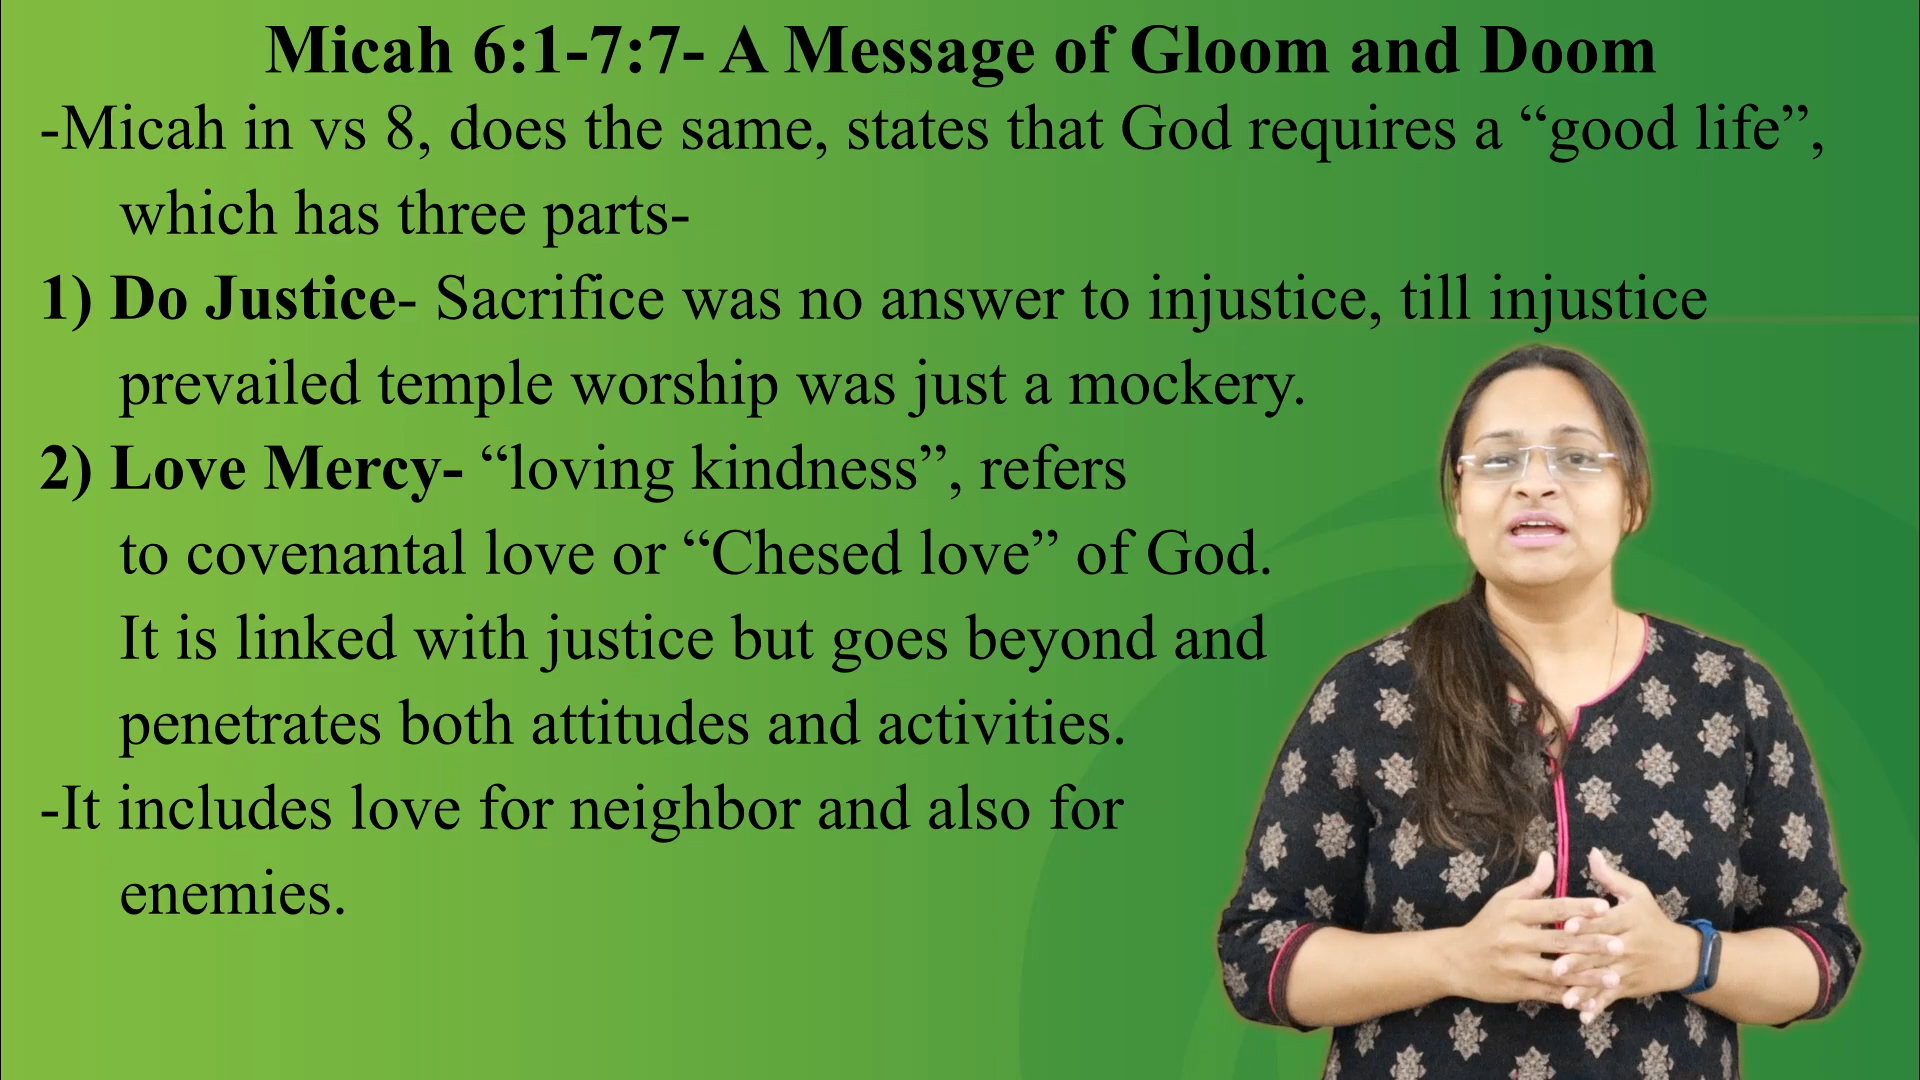 Micah 6:1-7:7- A Message of Gloom and Doom
-Micah in vs 8, does the same, states that God requires a “good life”,
which has three parts-
1) Do Justice- Sacrifice was no answer to injustice, till injustice
prevailed temple worship was just a mockery.
2) Love Mercy- “loving kindness”, refers
to covenantal love or “Chesed love” of God.
It is linked with justice but goes beyond and
penetrates both attitudes and activities.
-It includes love for neighbor and also for
enemies.